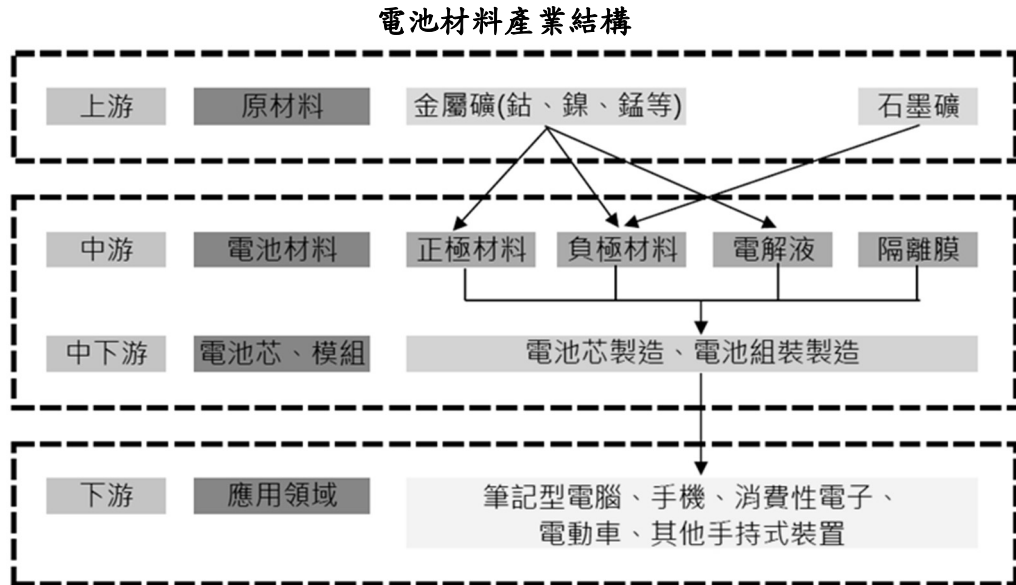 電池材料產業結構
上游 原材料 金屬礦(鈷、鎳、錳等) 石墨礦
中游 電池材料 正極材料 負極材料 電解液 隔離膜
中下游 電池芯、模組 電池芯製造、電池組裝製造
下游 應用領域 筆記型電腦、手機、消費性電子、
電動車、其他手持式裝置